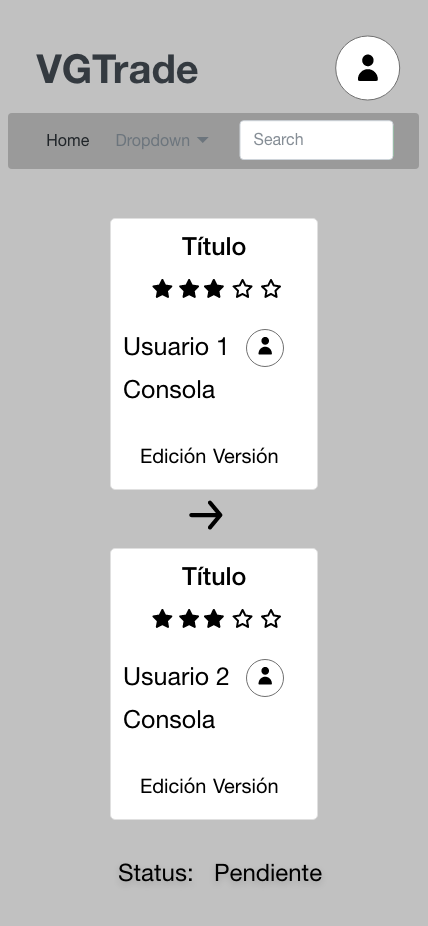 VGTrade
Home Dropdown Search
Título
Usuario 1
Consola
Edición Versión
Título
Usuario 2
Consola
Edición Versión
Status: Pendiente